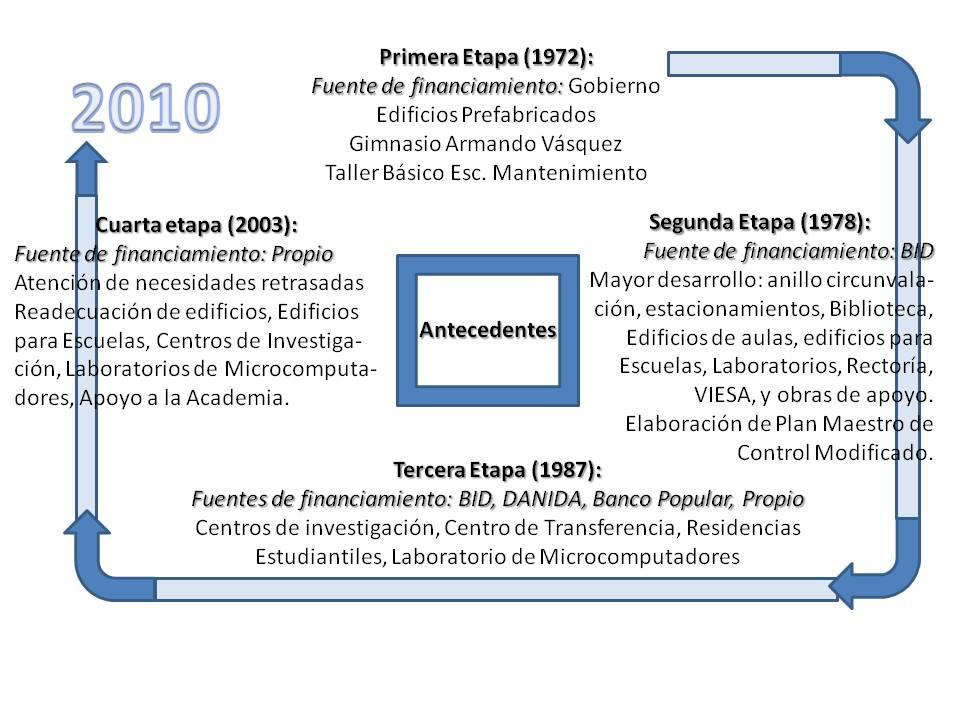 Primera Etapa (1972):
Fuente de financiamiento: Gobierno
Edificios Prefabricados
Gimnasio Armando Vásquez
Taller Básico Esc. Mantenimiento
2010
Segunda Etapa (1978):
Fuente de financiamiento: BID
Mayor desarrollo: anillo circunvala-
ción, estacionamientos, Biblioteca,
Edificios de aulas, edificios para
Escuelas, Laboratorios, Rectoría,
VIESA, y obras de apoyo.
Elaboración de Plan Maestro de
Control Modificado.
Antecedentes
Tercera Etapa (1987):
Fuentes de financiamiento: BID, DANIDA, Banco Popular, Propio
Centros de investigación, Centro de Transferencia, Residencias
Estudiantiles, Laboratorio de Microcomputadores
Cuarta etapa (2003):
Fuente de financiamiento: Propio
Atención de necesidades retrasadas
Readecuación de edificios, Edificios
para Escuelas, Centros de Investiga-
ción, Laboratorios de Microcomputa-
dores, Apoyo a la Academia.